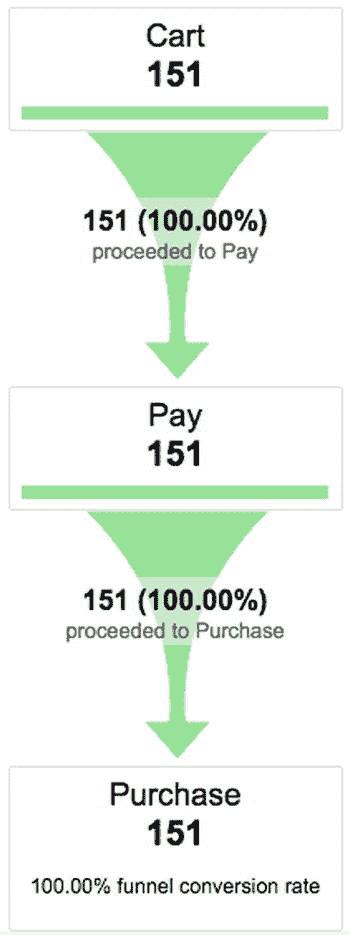 Cart
151
151 (100.00%)
proceeded to Pay
Pay
151
151 (100.00%)
proceeded to Purchase
Purchase
151
100.00% funnel conversion rate